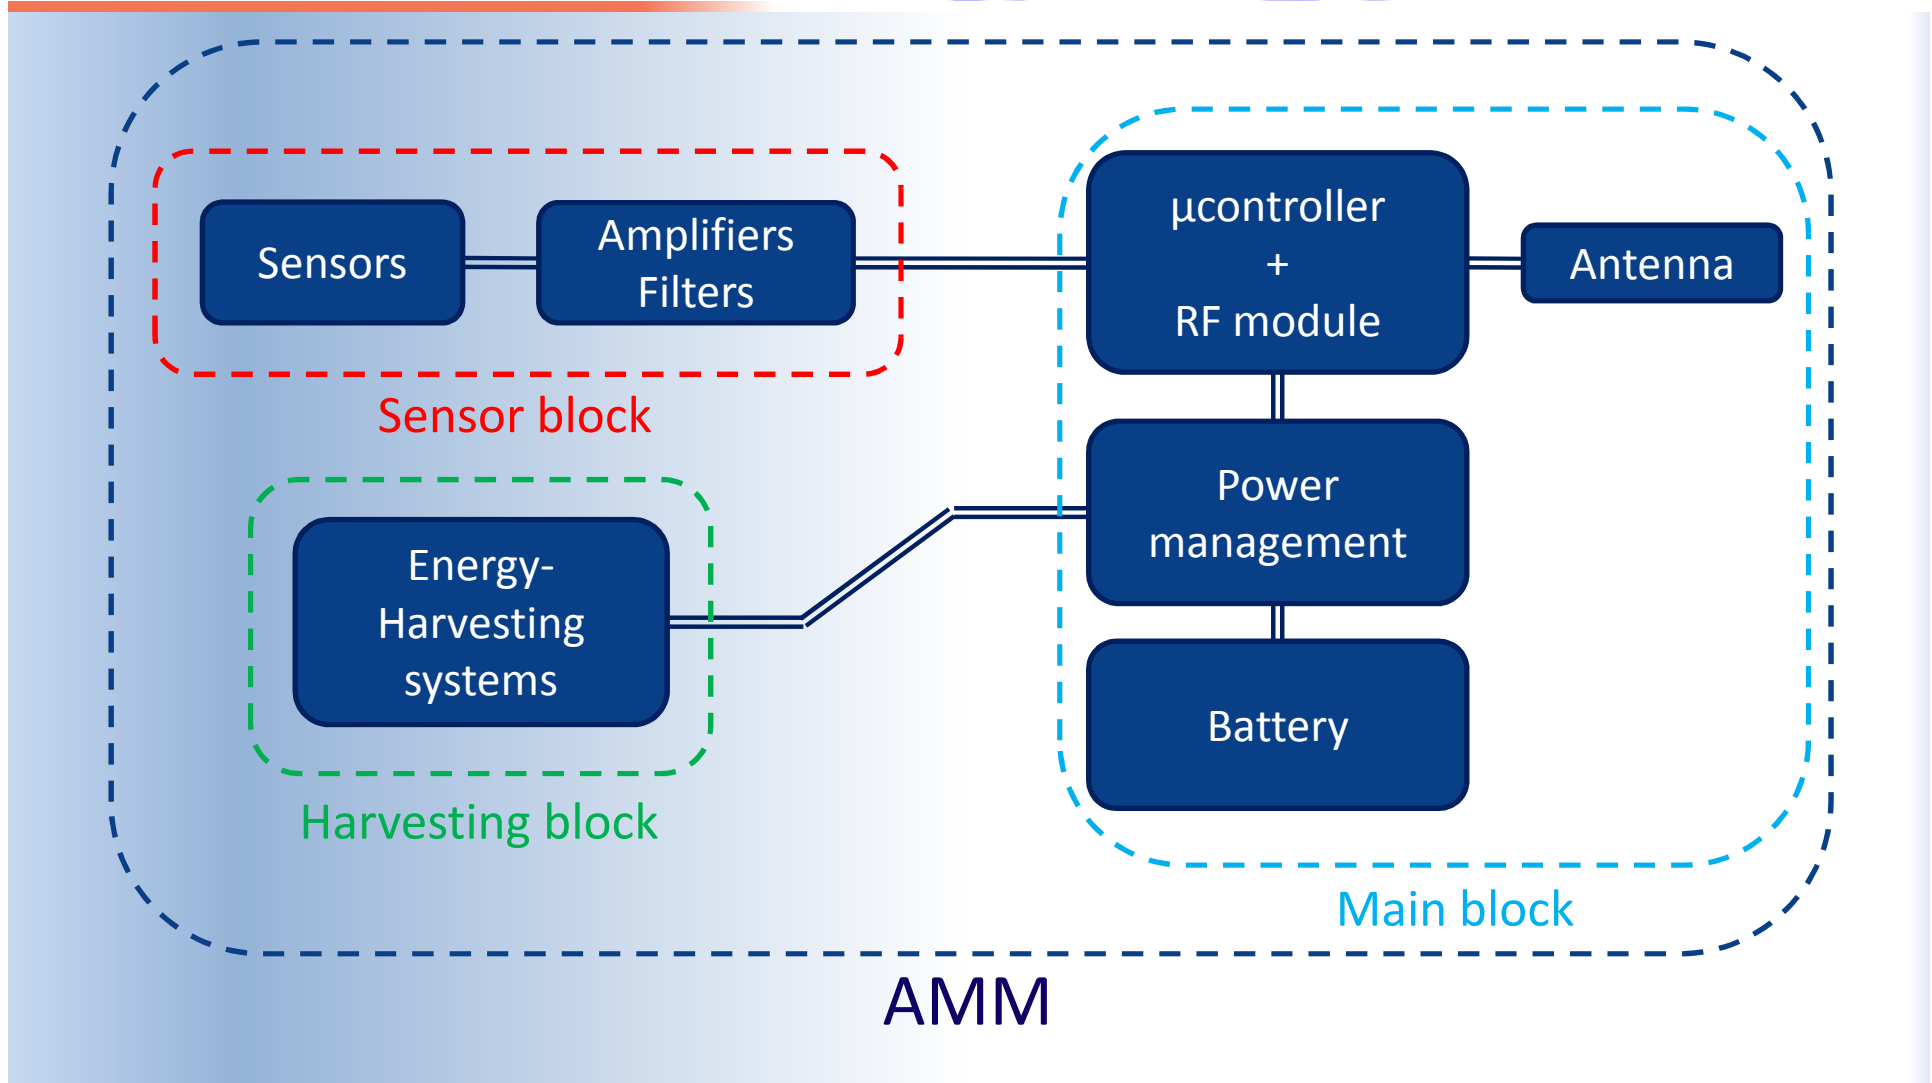 Sensors
Amplifiers
Filters
µcontroller
+
RF module
Antenna
Sensor block
Power
management
Energy-
Harvesting
systems
Battery
Harvesting block
Main block
AMM